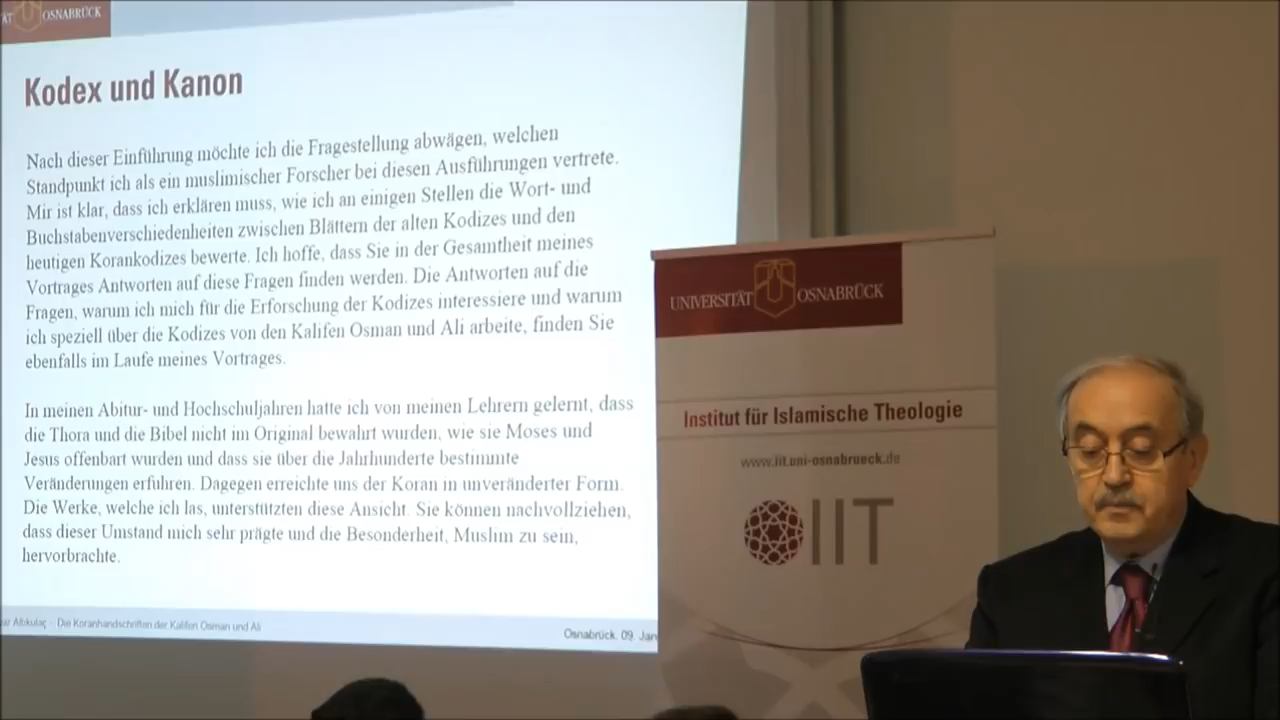 OSNABRÜCK
Kodex und Kanon
Nach dieser Einführung möchte ich die Fragestellung abwägen, welchen
Standpunkt ich als ein muslimischer Forscher bei diesen Ausführungen vertrete.
Mir ist klar, dass ich erklären muss, wie ich an einigen Stellen die Wort- und
Buchstabenverschiedenheiten zwischen Blättern der alten Kodizes und den
heutigen Korankodizes bewerte. Ich hoffe, dass Sie in der Gesamtheit meines
Vortrages Antworten auf diese Fragen finden werden. Die Antworten auf die
Fragen, warum ich mich für die Erforschung der Kodizes interessiere und warum
ich speziell über die Kodizes von den Kalifen Osman und Ali arbeite, finden Sie
ebenfalls im Laufe meines Vortrages.
In meinen Abitur- und Hochschuljahren hatte ich von meinen Lehrern gelernt, dass
die Thora und die Bibel nicht im Original bewahrt wurden, wie sie Moses und
Jesus offenbart wurden und dass sie über die Jahrhunderte bestimmte
Veränderungen erfuhren. Dagegen erreichte uns der Koran in unveränderter Form.
Die Werke, welche ich las, unterstützten diese Ansicht. Sie können nachvollziehen,
dass dieser Umstand mich sehr prägte und die Besonderheit, Muslim zu sein,
hervorbrachte.
Altıkulaç - Die Koranhandschriften der Kalifen Osman und Ali
Osnabrück, 09. Jan
UNIVERSITÄT OSNABRÜCK
Institut für Islamische Theologie
www.iit.uni-osnabrueck.de
IIT